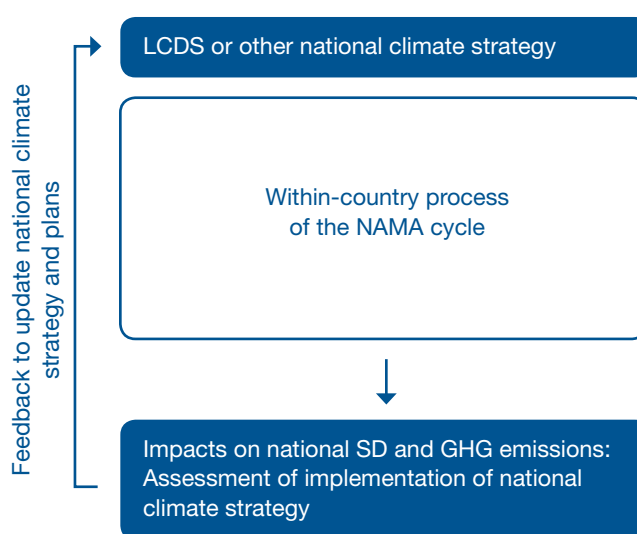 LCDS or other national climate strategy
Within-country process
of the NAMA cycle
Feedback to update national climate
strategy and plans
Impacts on national SD and GHG emissions:
Assessment of implementation of national
climate strategy